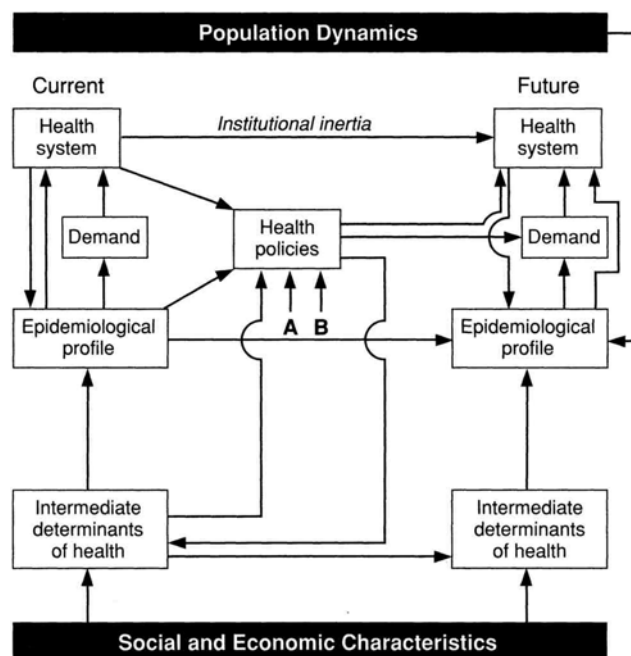 Population Dynamics
Current
Future
Health
system
Institutional inertia
Health
system
Demand
Health
policies
Demand
Epidemiological
profile
A B
Epidemiological
profile
Intermediate
determinants
of health
Intermediate
determinants
of health
Social and Economic Characteristics